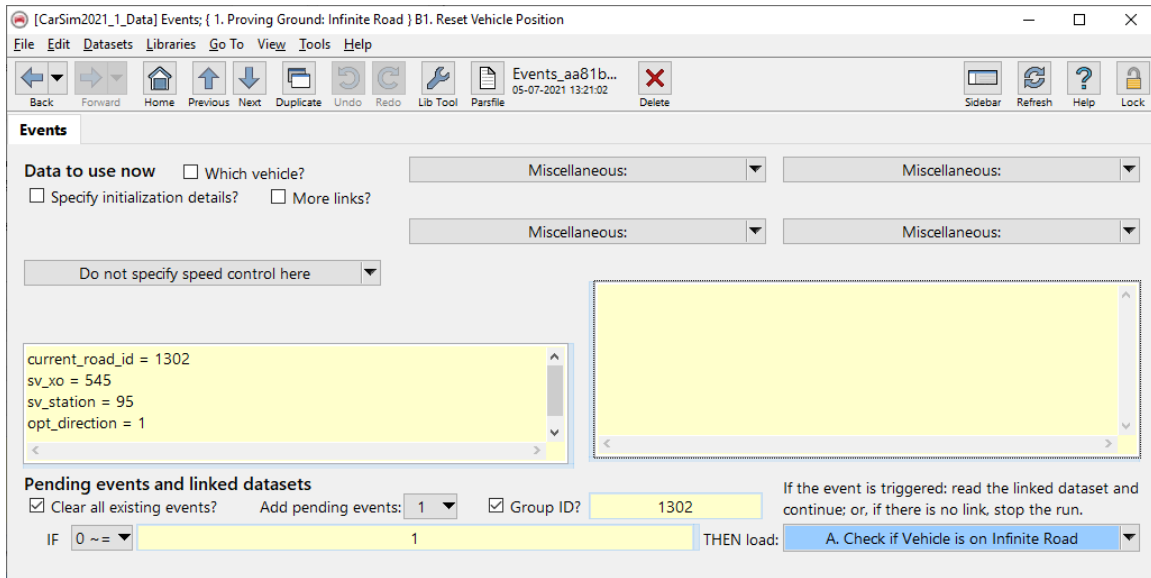 [CarSim2021_1_Data] Events; { 1. Proving Ground: Infinite Road } B1. Reset Vehicle Position
File Edit Datasets Libraries Go To View Tools Help
Back Forward Home Previous Next Duplicate Undo Redo Lib Tool Parsfile Events_aa81b... 05-07-2021 13:21:02 Delete Sidebar Refresh Help Lock
Events
Data to use now Which vehicle? Miscellaneous: Miscellaneous:
Specify initialization details? More links?
Miscellaneous: Miscellaneous:
Do not specify speed control here
current_road_id = 1302
sv_xo = 545
sv_station = 95
opt_direction = 1
Pending events and linked datasets
Clear all existing events? Add pending events: 1 Group ID? 1302
If the event is triggered: read the linked dataset and
continue; or, if there is no link, stop the run.
IF 0 ~= 1 THEN load: A. Check if Vehicle is on Infinite Road